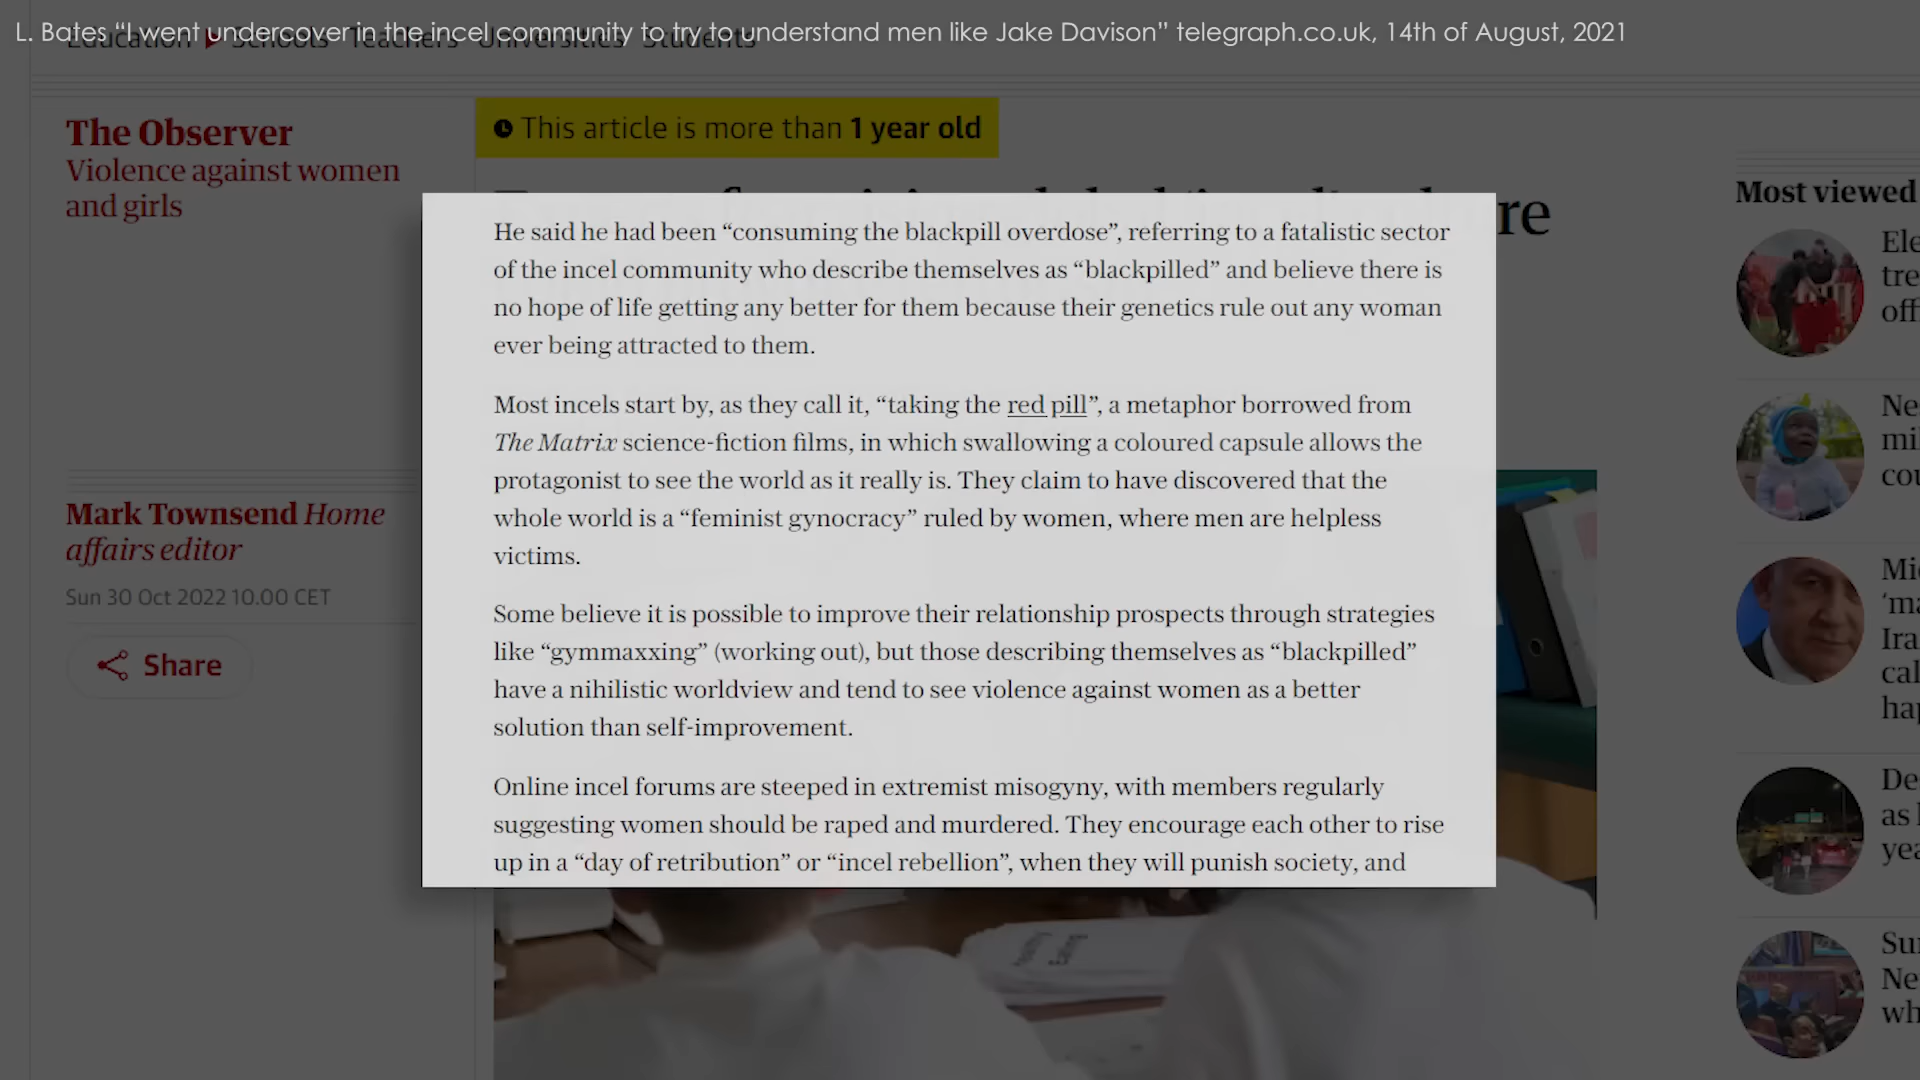 L. Bates “I went undercover in the incel community to try to understand men like Jake Davison” telegraph.co.uk, 14th of August, 2021
Education Schools Teachers Universities Students
The Observer
Violence against women
and girls
This article is more than 1 year old
Mark Townsend Home
affairs editor
Sun 30 Oct 2022 10.00 CET
Share
He said he had been “consuming the blackpill overdose”, referring to a fatalistic sector
of the incel community who describe themselves as “blackpilled” and believe there is
no hope of life getting any better for them because their genetics rule out any woman
ever being attracted to them.
Most incels start by, as they call it, “taking the red pill”, a metaphor borrowed from
The Matrix science-fiction films, in which swallowing a coloured capsule allows the
protagonist to see the world as it really is. They claim to have discovered that the
whole world is a “feminist gynocracy” ruled by women, where men are helpless
victims.
Some believe it is possible to improve their relationship prospects through strategies
like “gymmaxxing” (working out), but those describing themselves as “blackpilled”
have a nihilistic worldview and tend to see violence against women as a better
solution than self-improvement.
Online incel forums are steeped in extremist misogyny, with members regularly
suggesting women should be raped and murdered. They encourage each other to rise
up in a “day of retribution” or “incel rebellion”, when they will punish society, and
Most viewed